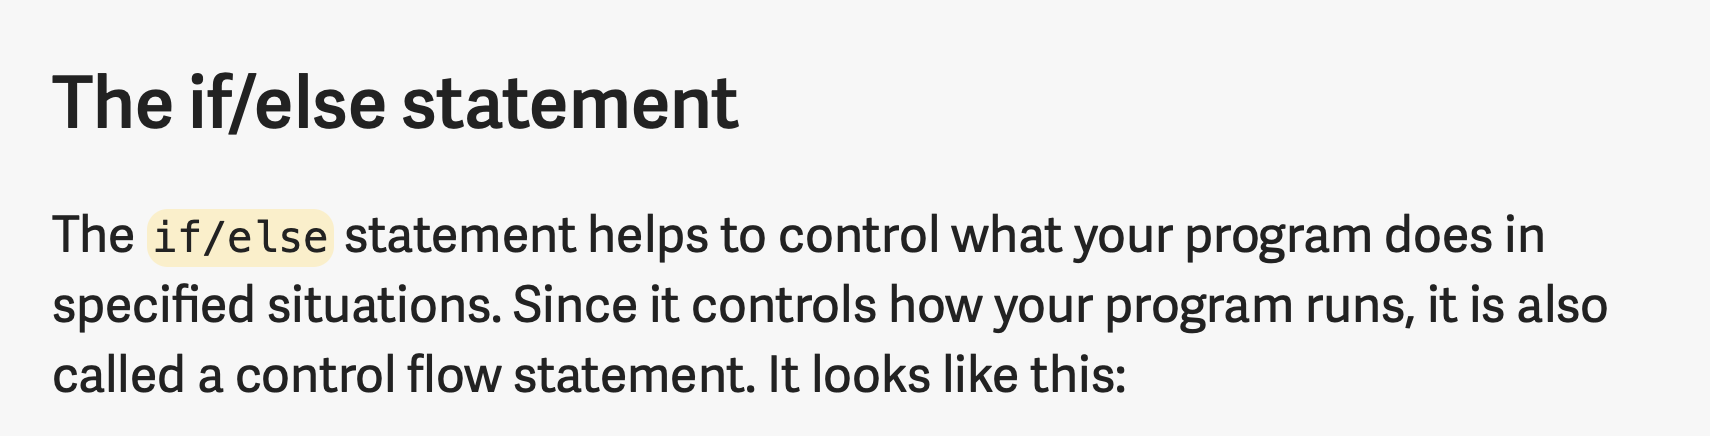 The if/else statement
The if/else statement helps to control what your program does in
specified situations. Since it controls how your program runs, it is also
called a control flow statement. It looks like this: